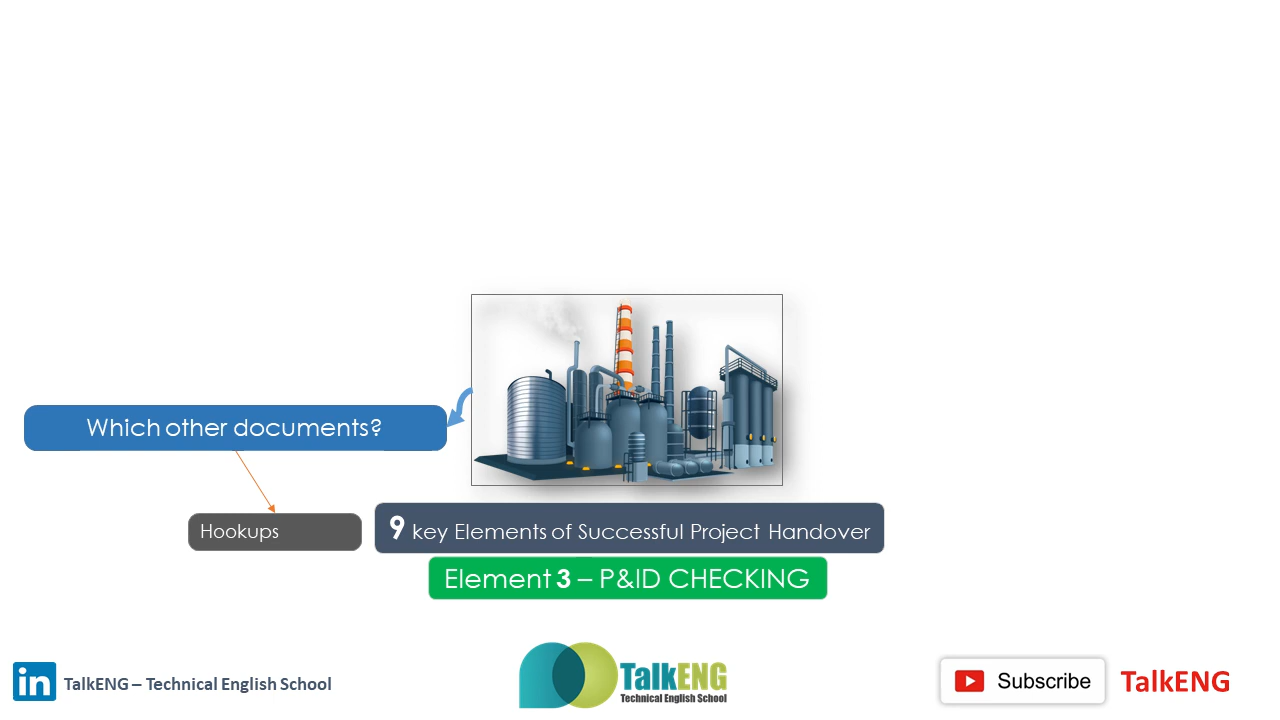 Which other documents?
Hookups
9 key Elements of Successful Project Handover
Element 3 – P&ID CHECKING
in TalkENG – Technical English School
TalkENG
Technical English School
Subscribe
TalkENG